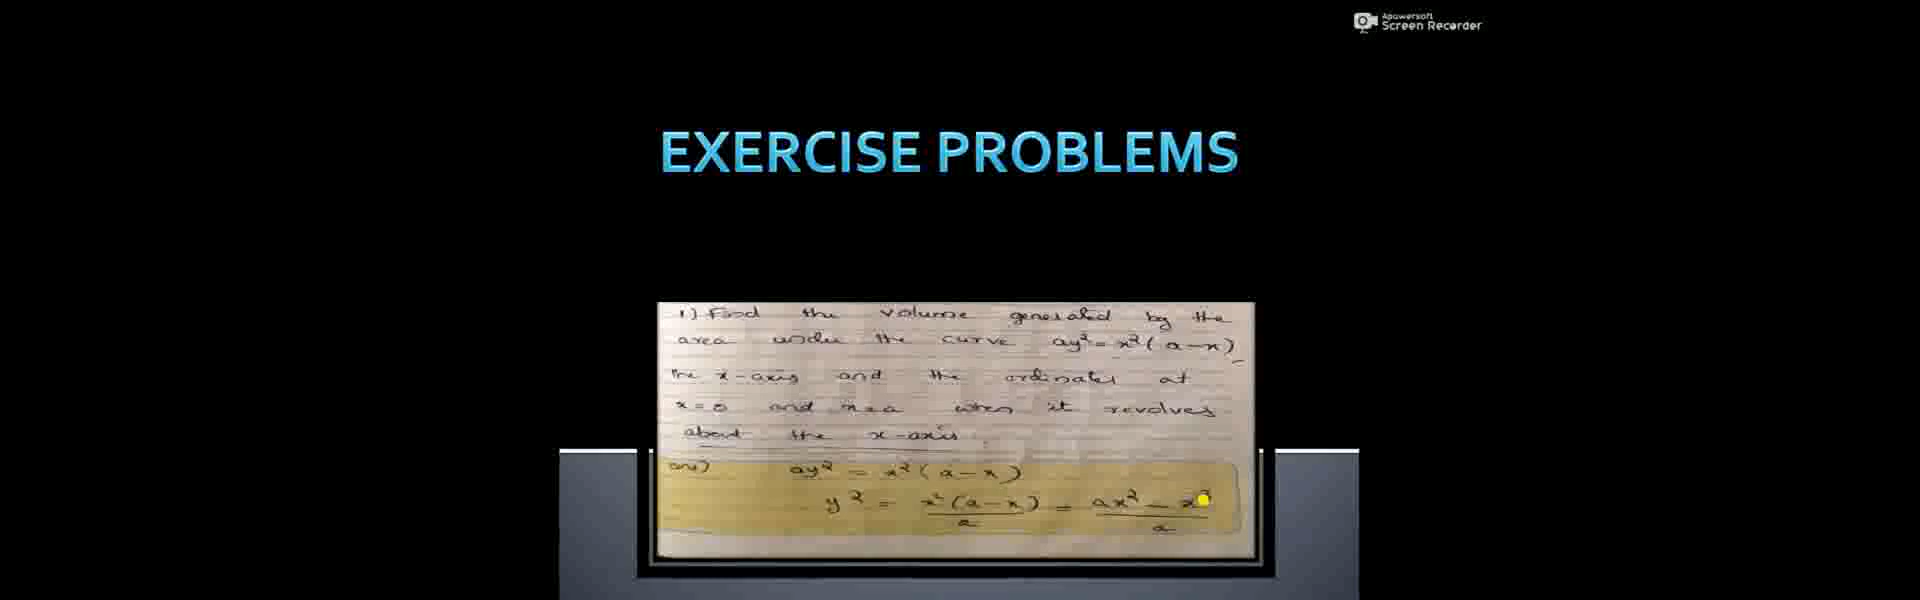 Apowersoft
Screen Recorder
EXERCISE PROBLEMS
1) Find the volume generated by the
area under the curve ay² = x²(a-x),
the x-axis and the ordinates at
x=0 and x=a when it revolves
about the x-axis.
ans) ay² = x²(a-x)
y² = x²(a-x)/a = ax² - x³/a